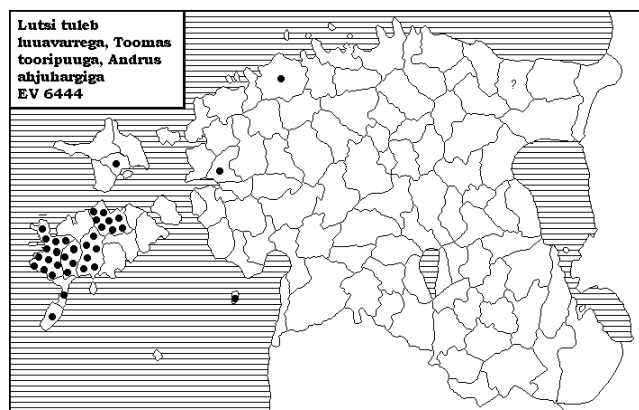 Lutsi tuleb
luuavarrega, Toomas
tooripuuga, Andrus
ahjuhargiga
EV 6444
?